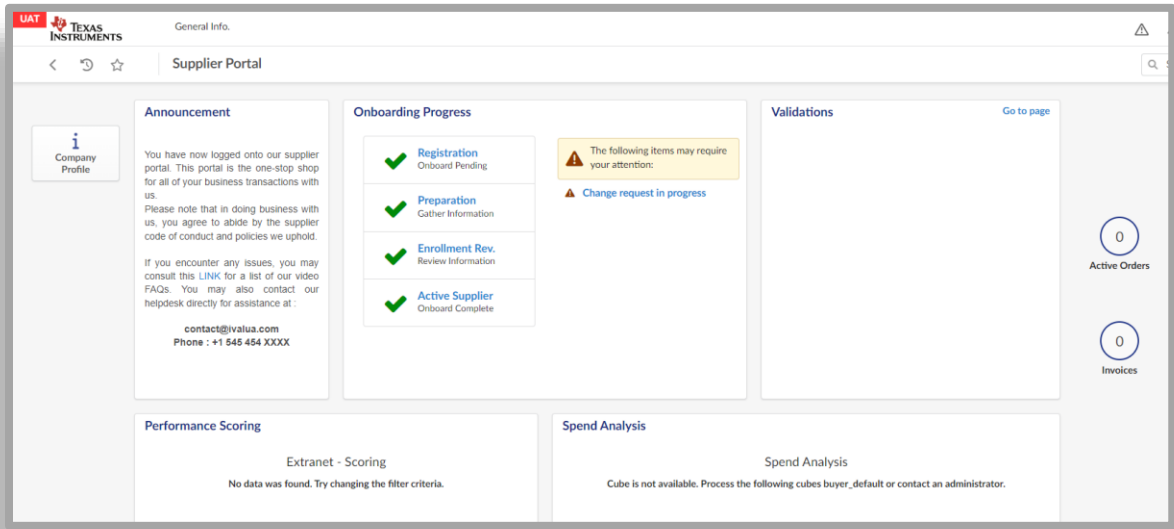 UAT
TEXAS
INSTRUMENTS
General Info.
Supplier Portal
Company
Profile
Announcement
You have now logged onto our supplier
portal. This portal is the one-stop shop
for all of your business transactions with
us.
Please note that in doing business with
us, you agree to abide by the supplier
code of conduct and policies we uphold.
If you encounter any issues, you may
consult this LINK for a list of our video
FAQs. You may also contact our
helpdesk directly for assistance at :
contact@ivalua.com
Phone : +1 545 454 XXXX
Onboarding Progress
Registration
Onboard Pending
Preparation
Gather Information
Enrollment Rev.
Review Information
Active Supplier
Onboard Complete
The following items may require
your attention:
Change request in progress
Validations
Go to page
0
Active Orders
0
Invoices
Performance Scoring
Extranet - Scoring
No data was found. Try changing the filter criteria.
Spend Analysis
Spend Analysis
Cube is not available. Process the following cubes buyer_default or contact an administrator.